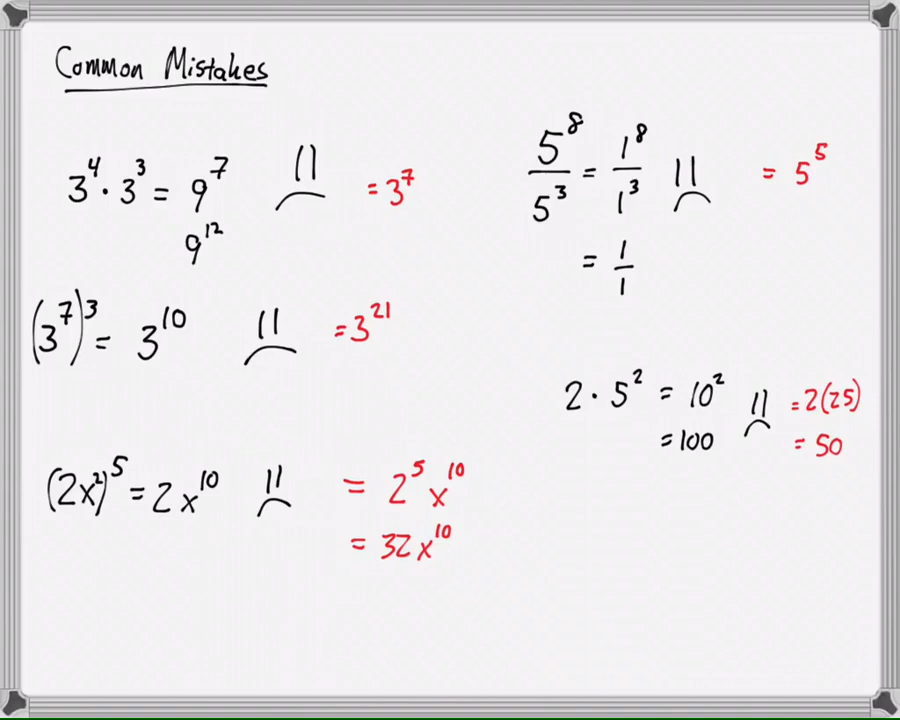 Common Mistakes
3⁴ · 3³ = 9⁷ = 3⁷
9¹²
(3⁷)³ = 3¹⁰ = 3²¹
(2x²)⁵ = 2x¹⁰ = 2⁵x¹⁰
= 32x¹⁰
5⁸/5³ = 1⁸/1³ = 5⁵
= 1/1
2 · 5² = 10² = 2(25)
= 100 = 50